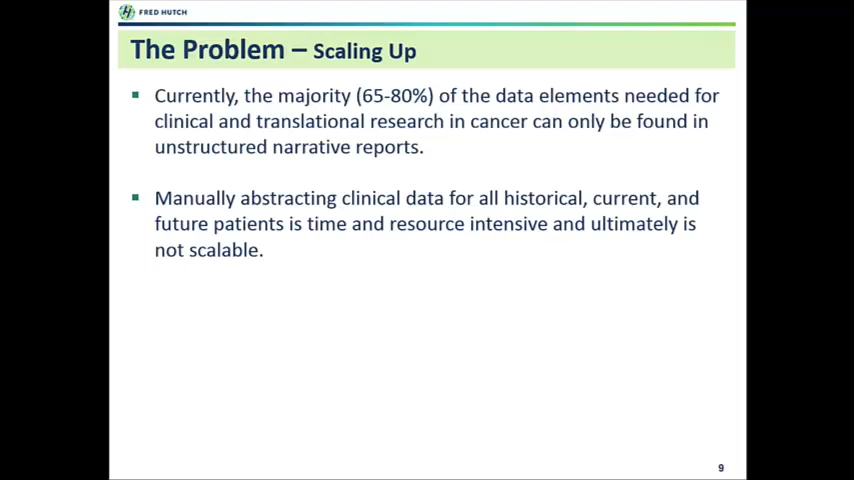 FRED HUTCH
The Problem – Scaling Up
▪ Currently, the majority (65-80%) of the data elements needed for
clinical and translational research in cancer can only be found in
unstructured narrative reports.
▪ Manually abstracting clinical data for all historical, current, and
future patients is time and resource intensive and ultimately is
not scalable.
9